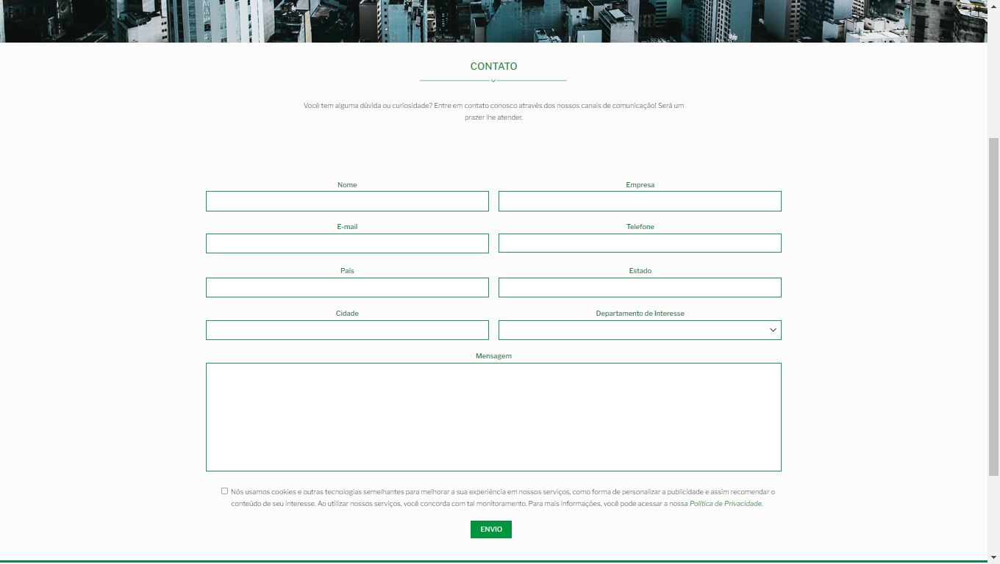 CONTATO
Você tem alguma dúvida ou curiosidade? Entre em contato conosco através dos nossos canais de comunicação! Será um
prazer lhe atender.
Nome
Empresa
E-mail
Telefone
País
Estado
Cidade
Departamento de Interesse
Mensagem
Nós usamos cookies e outras tecnologias semelhantes para melhorar a sua experiência em nossos serviços, como forma de personalizar a publicidade e assim recomendar o
conteúdo de seu interesse. Ao utilizar nossos serviços, você concorda com tal monitoramento. Para mais informações, você pode acessar a nossa Política de Privacidade.
ENVIO